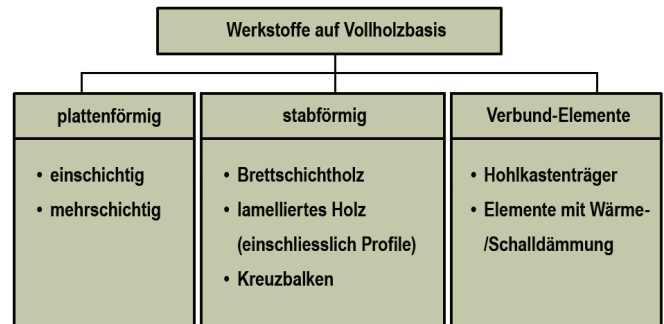 Werkstoffe auf Vollholzbasis
plattenförmig
• einschichtig
• mehrschichtig
stabförmig
• Brettschichtholz
• lamelliertes Holz
(einschliesslich Profile)
• Kreuzbalken
Verbund-Elemente
• Hohlkastenträger
• Elemente mit Wärme-
/Schalldämmung